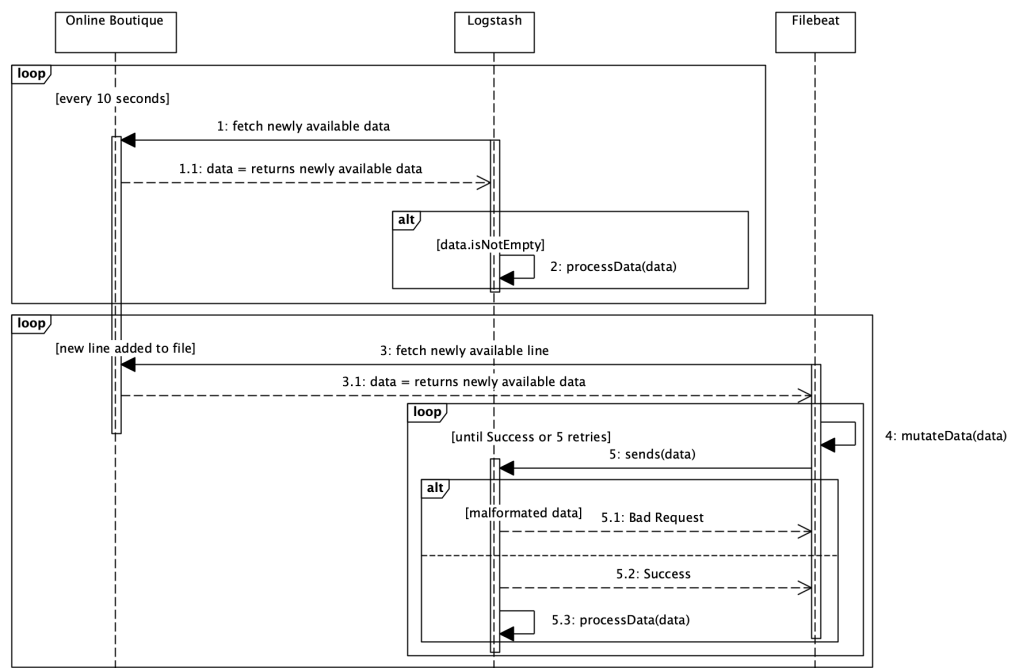 Online Boutique
Logstash
Filebeat
loop
[every 10 seconds]
1: fetch newly available data
1.1: data = returns newly available data
alt
[data.isNotEmpty]
2: processData(data)
loop
[new line added to file]
3: fetch newly available line
3.1: data = returns newly available data
loop
4: mutateData(data)
[until Success or 5 retries]
5: sends(data)
alt
[malformated data]
5.1: Bad Request
5.2: Success
5.3: processData(data)